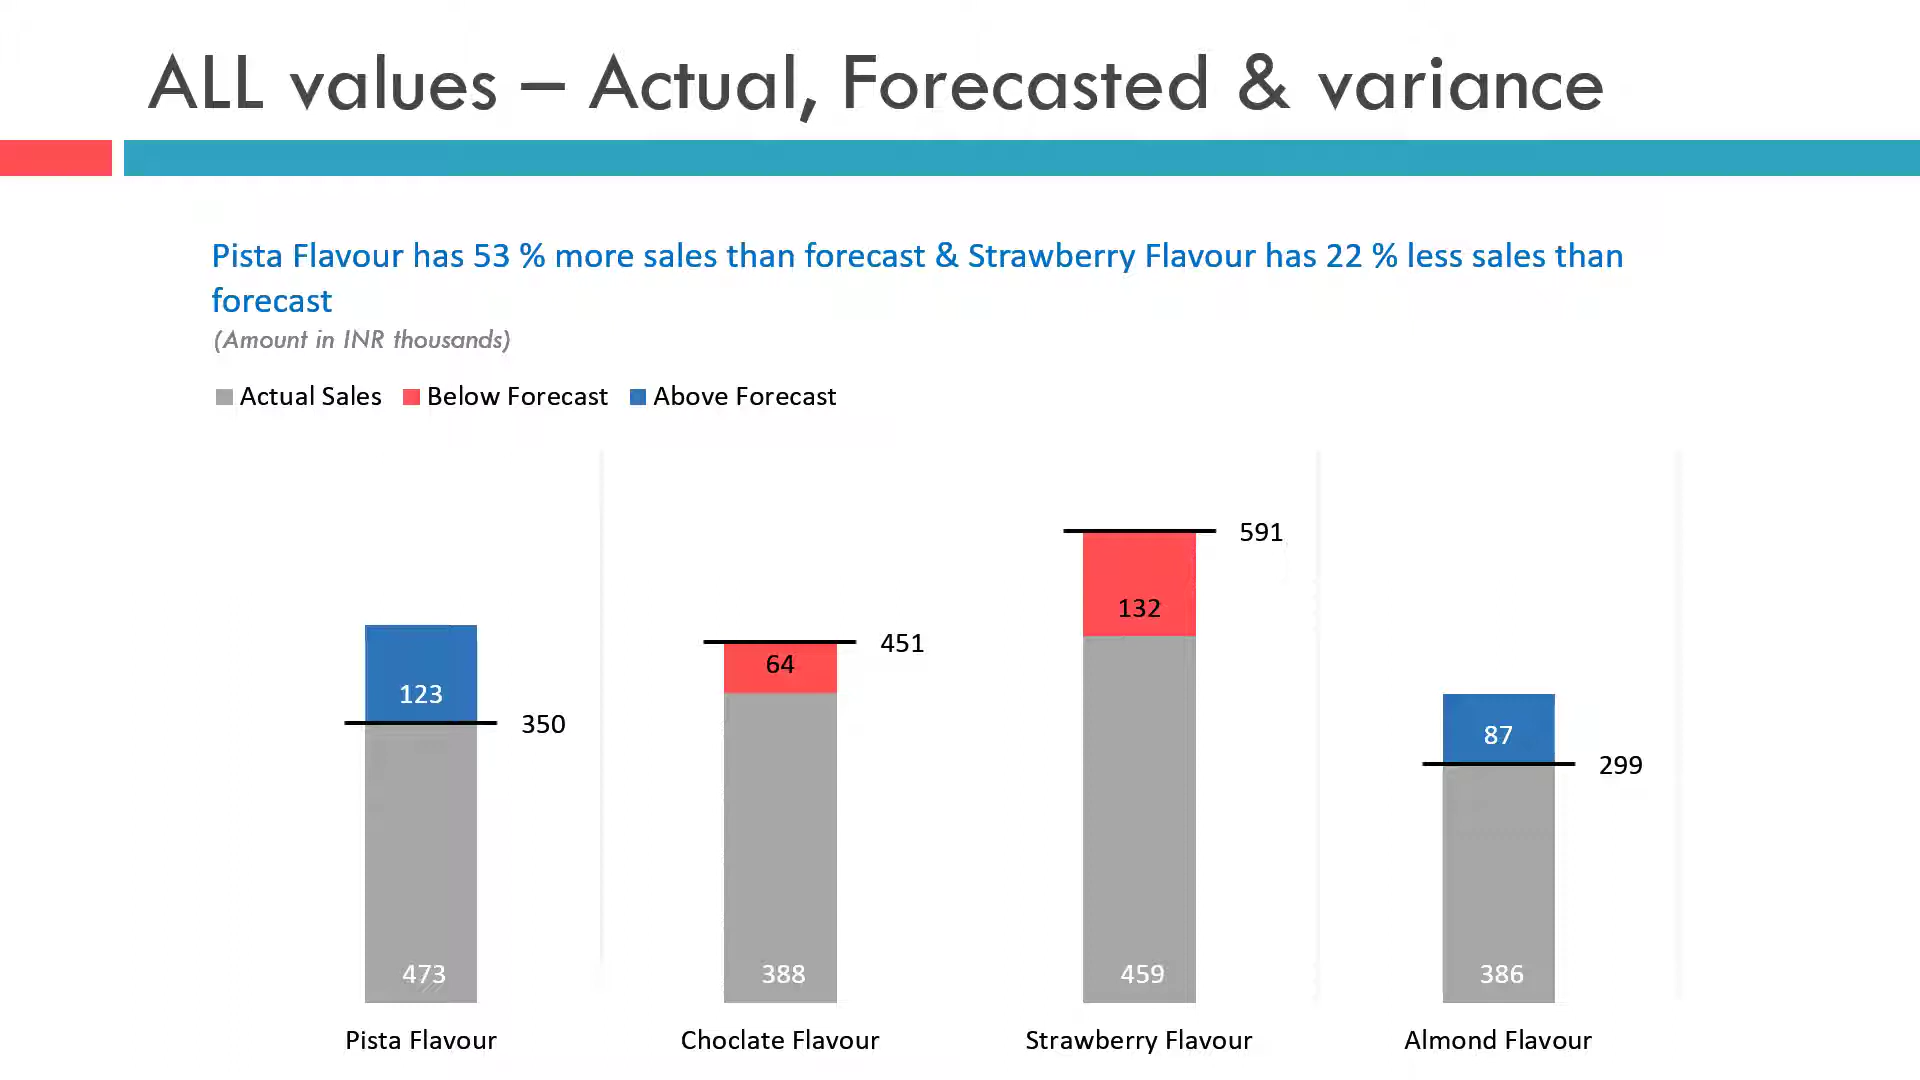 ALL values – Actual, Forecasted & variance
Pista Flavour has 53 % more sales than forecast & Strawberry Flavour has 22 % less sales than
forecast
(Amount in INR thousands)
Actual Sales Below Forecast Above Forecast
591
132
451
64
123
350
87
299
473 388 459 386
Pista Flavour Choclate Flavour Strawberry Flavour Almond Flavour